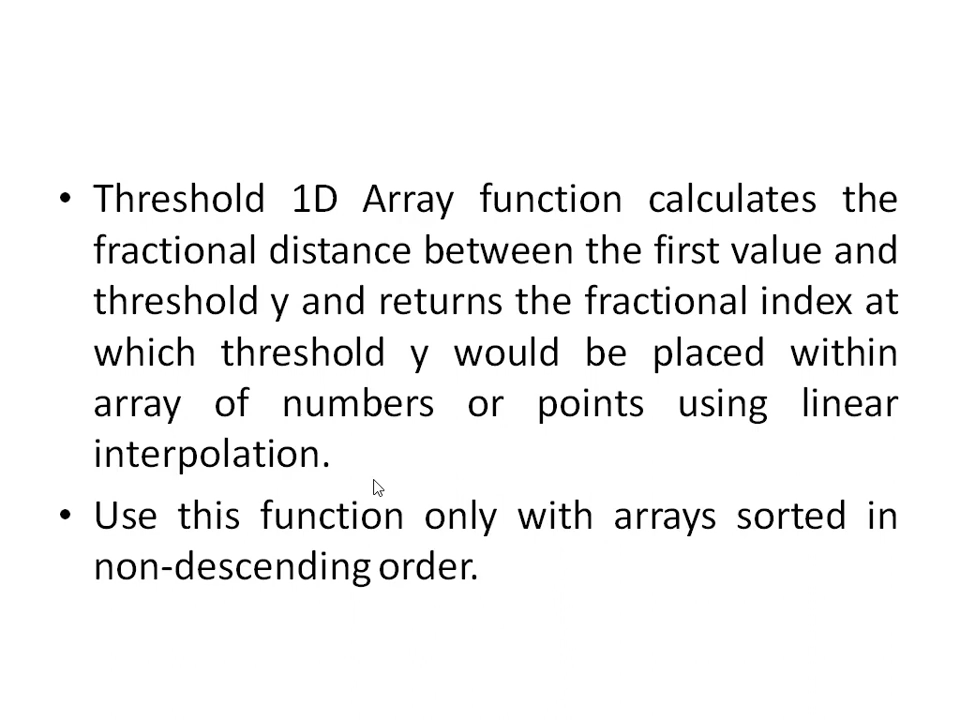 • Threshold 1D Array function calculates the
fractional distance between the first value and
threshold y and returns the fractional index at
which threshold y would be placed within
array of numbers or points using linear
interpolation.
• Use this function only with arrays sorted in
non-descending order.